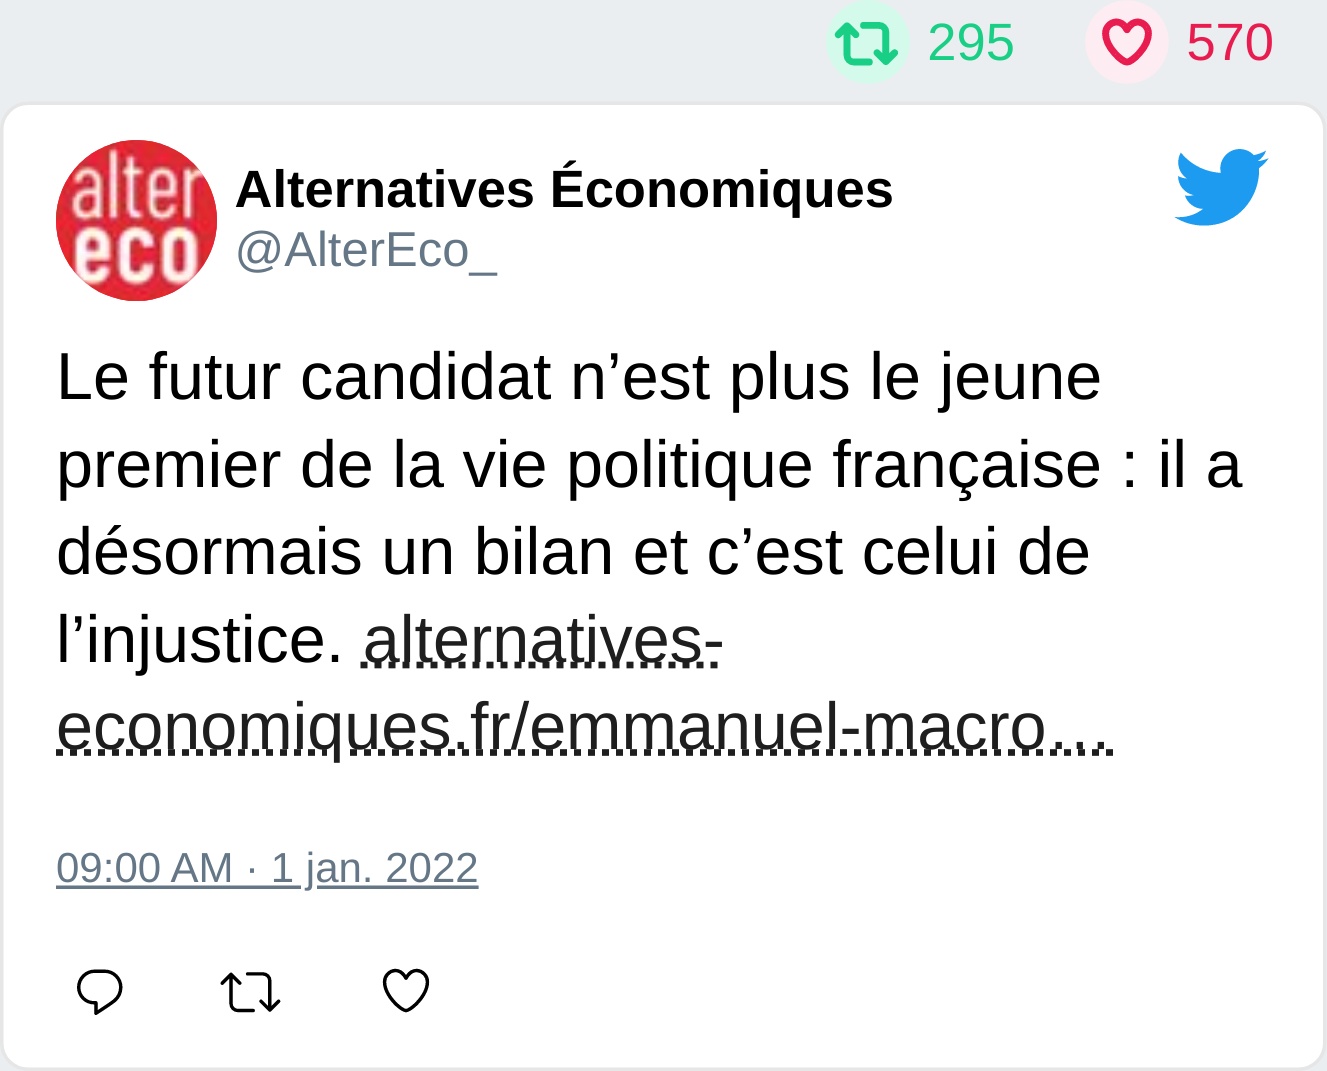 295 570
alter
eco
Alternatives Économiques
@AlterEco_
Le futur candidat n’est plus le jeune
premier de la vie politique française : il a
désormais un bilan et c’est celui de
l’injustice. alternatives-
economiques.fr/emmanuel-macro…
09:00 AM · 1 jan. 2022